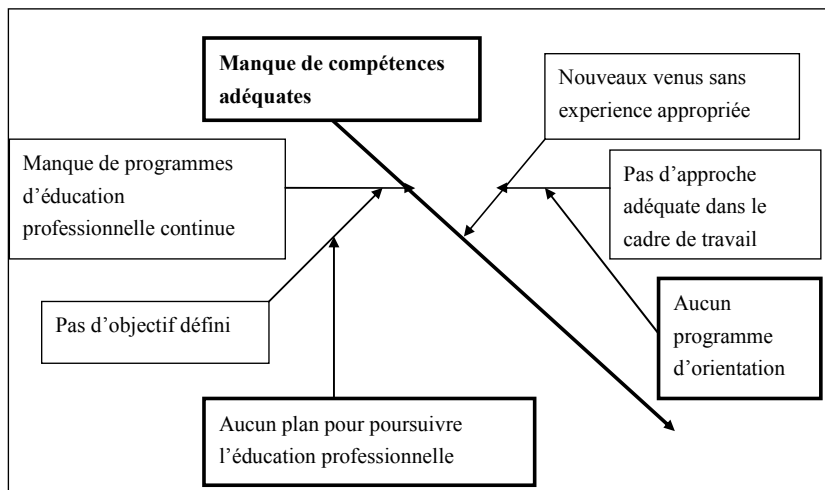 Manque de compétences
adéquates
Nouveaux venus sans
experience appropriée
Manque de programmes
d’éducation
professionnelle continue
Pas d’approche
adéquate dans le
cadre de travail
Pas d’objectif défini
Aucun
programme
d’orientation
Aucun plan pour poursuivre
l’éducation professionnelle